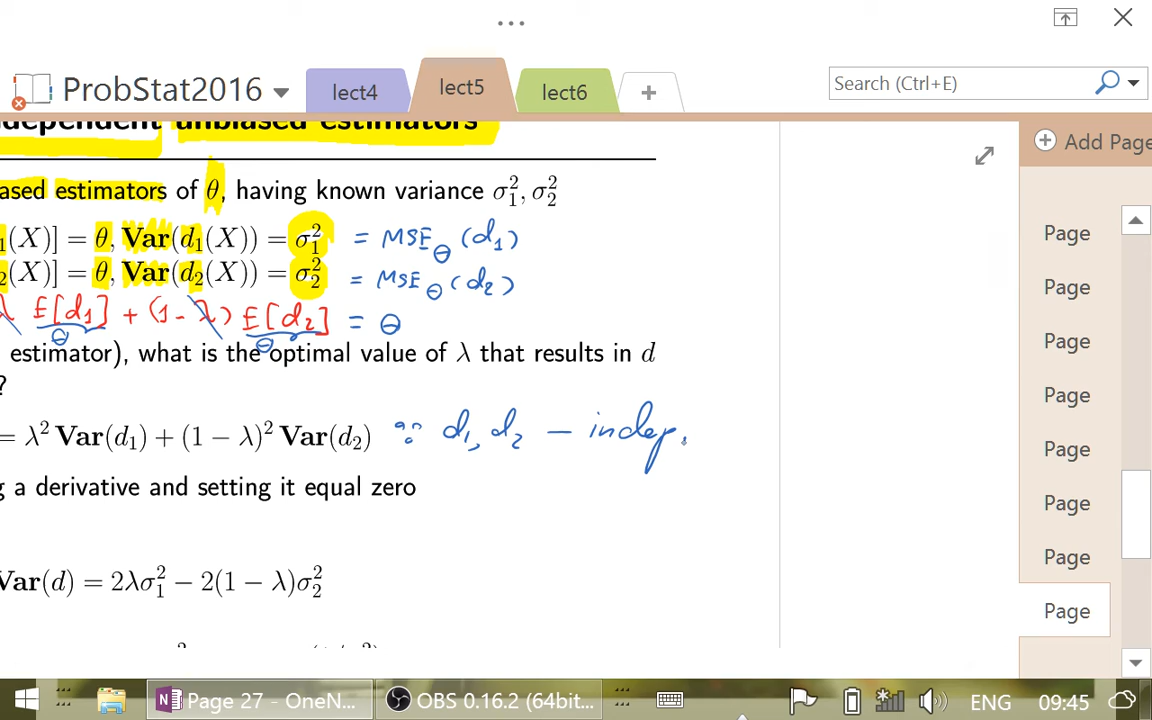 ProbStat2016
lect4
lect5
lect6
Search (Ctrl+E)
unbiased estimators
Add Page
ased estimators of θ, having known variance σ₁², σ₂²
₁(X)] = θ, Var(d₁(X)) = σ₁² = MSE_θ (d₁)
₂(X)] = θ, Var(d₂(X)) = σ₂² = MSE_θ (d₂)
λ E[d₁] + (1 - λ) E[d₂] = θ
θ θ
estimator), what is the optimal value of λ that results in d
?
= λ² Var(d₁) + (1 − λ)² Var(d₂) ∵ d₁, d₂ – indep.
g a derivative and setting it equal zero
Var(d) = 2λσ₁² − 2(1 − λ)σ₂²
Page
Page
Page
Page
Page
Page
Page
Page
Page 27 - OneN...
OBS 0.16.2 (64bit...
ENG
09:45